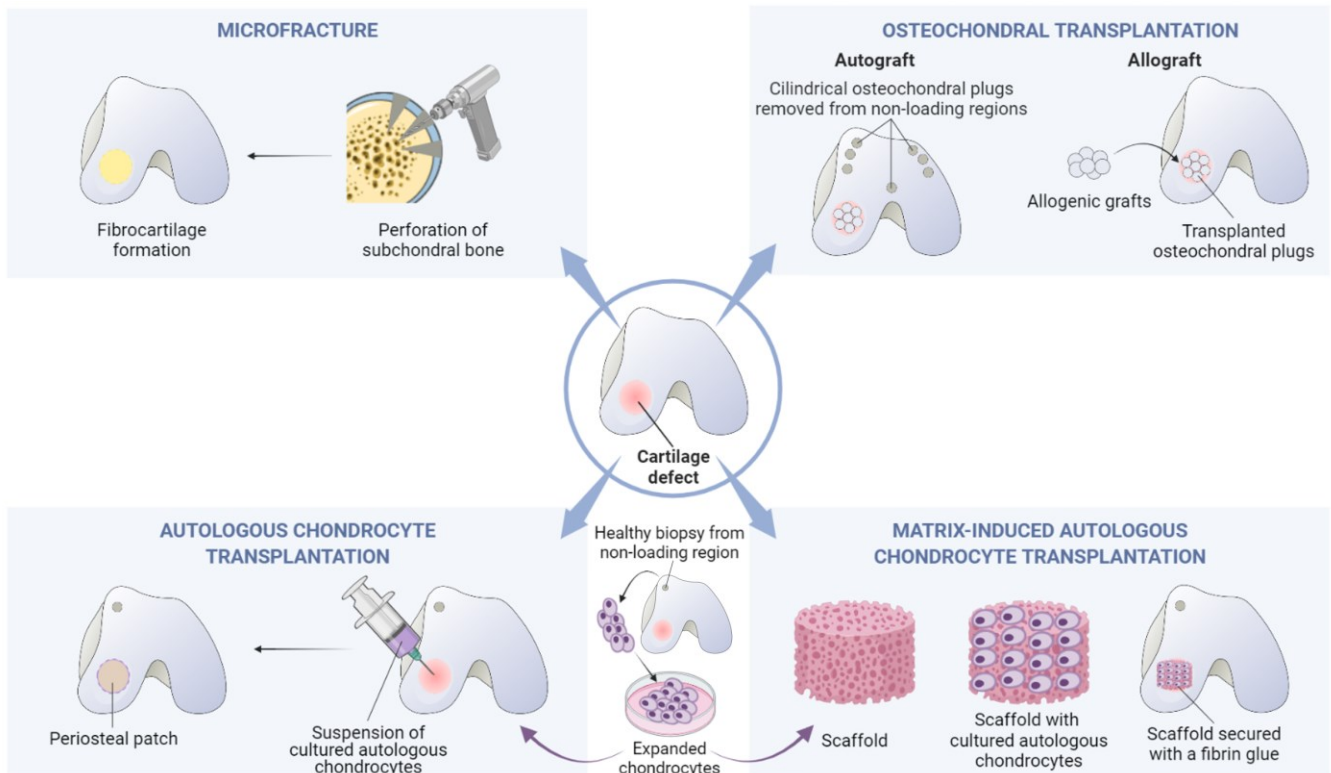 MICROFRACTURE
Fibrocartilage
formation
Perforation of
subchondral bone
OSTEOCHONDRAL TRANSPLANTATION
Autograft
Cilindrical osteochondral plugs
removed from non-loading regions
Allograft
Allogenic grafts
Transplanted
osteochondral plugs
Cartilage
defect
AUTOLOGOUS CHONDROCYTE
TRANSPLANTATION
Periosteal patch
Suspension of
cultured autologous
chondrocytes
Healthy biopsy from
non-loading region
Expanded
chondrocytes
MATRIX-INDUCED AUTOLOGOUS
CHONDROCYTE TRANSPLANTATION
Scaffold
Scaffold with
cultured autologous
chondrocytes
Scaffold secured
with a fibrin glue